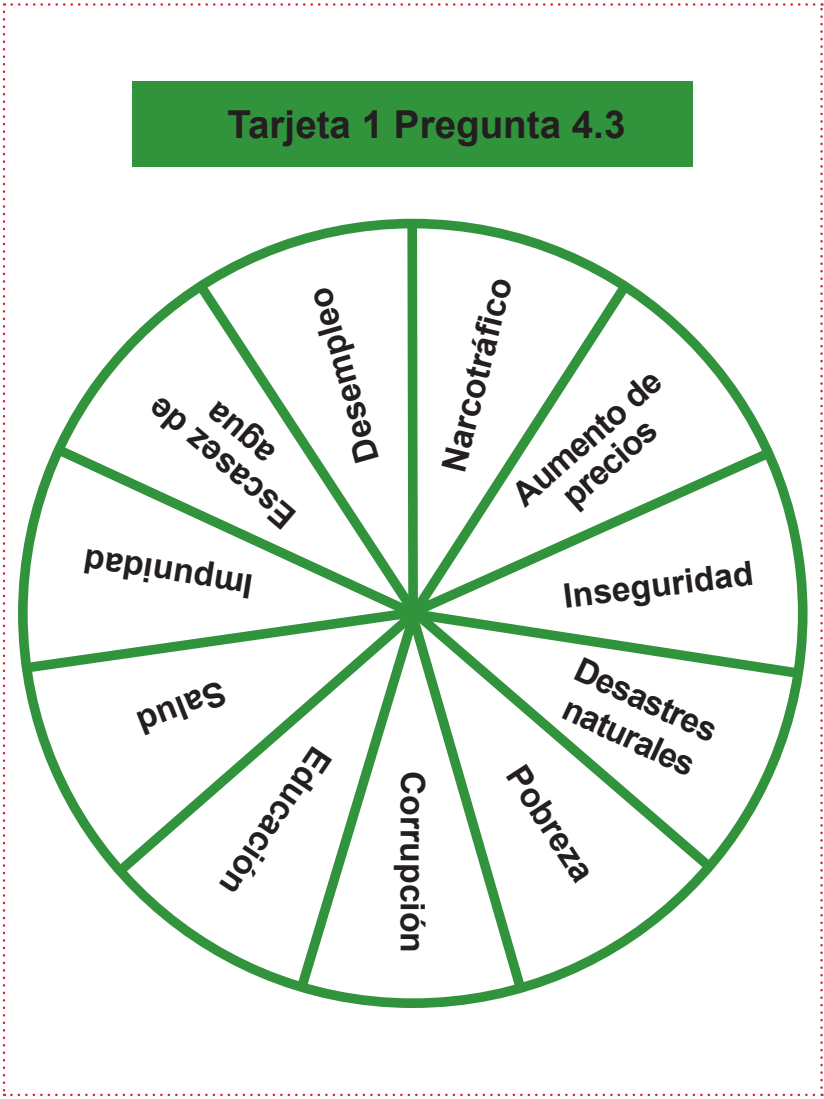 Tarjeta 1 Pregunta 4.3
Narcotráfico
Aumento de
precios
Inseguridad
Desastres
naturales
Pobreza
Corrupción
Educación
Salud
Impunidad
Escasez de
agua
Desempleo